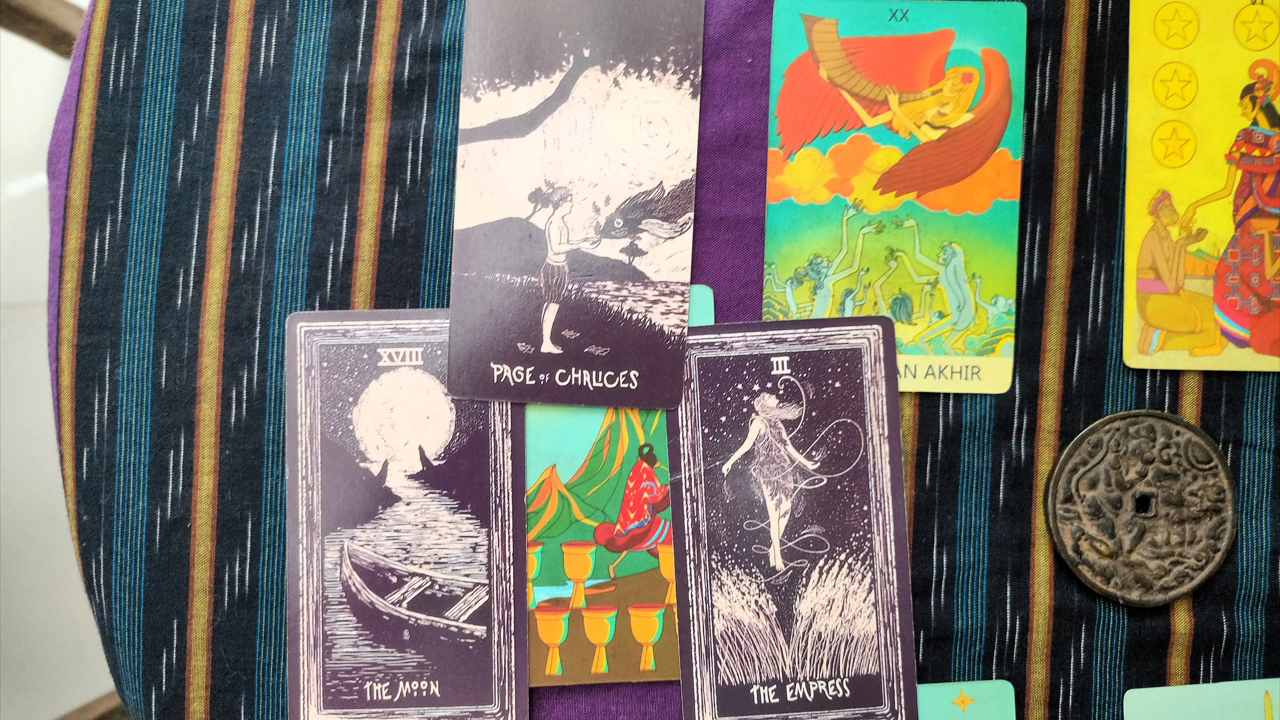 XX
PAGE OF CHALICES
AN AKHIR
XVIII
THE MOON
III
THE EMPRESS